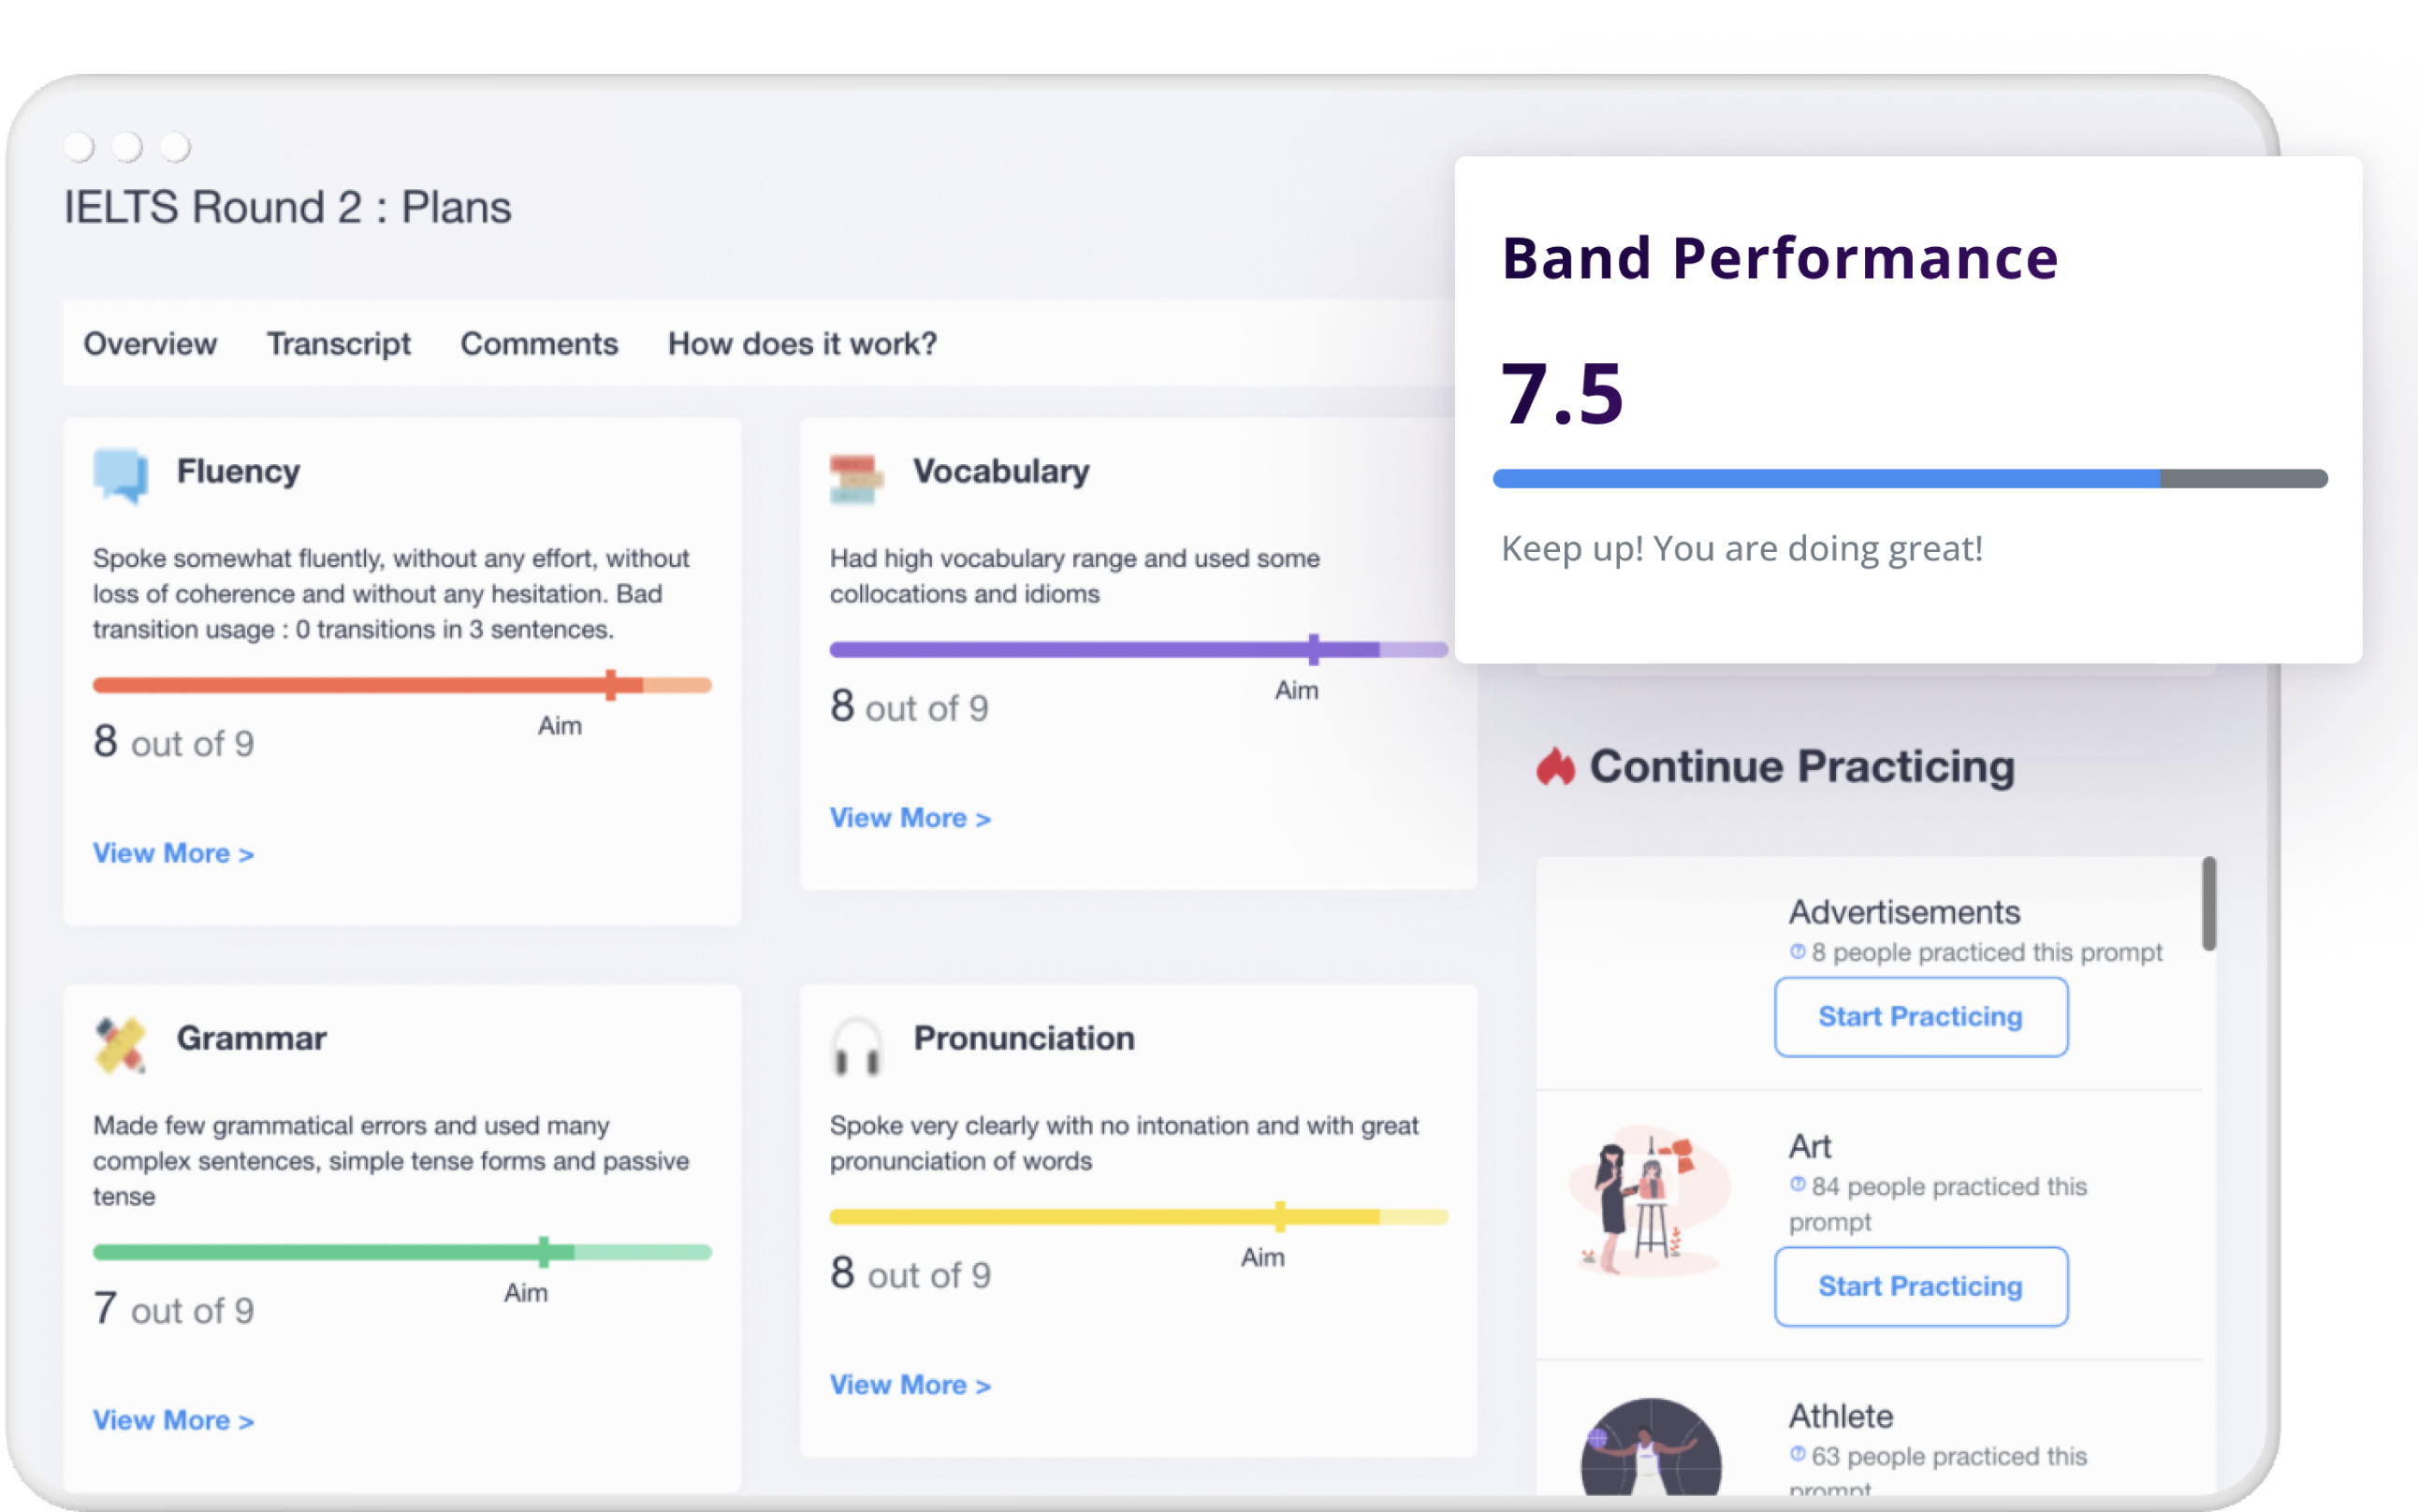 IELTS Round 2 : Plans
Overview Transcript Comments How does it work?
Band Performance
7.5
Keep up! You are doing great!
Fluency
Spoke somewhat fluently, without any effort, without
loss of coherence and without any hesitation. Bad
transition usage : 0 transitions in 3 sentences.
Aim
8 out of 9
View More >
Vocabulary
Had high vocabulary range and used some
collocations and idioms
Aim
8 out of 9
View More >
Grammar
Made few grammatical errors and used many
complex sentences, simple tense forms and passive
tense
Aim
7 out of 9
View More >
Pronunciation
Spoke very clearly with no intonation and with great
pronunciation of words
Aim
8 out of 9
View More >
Continue Practicing
Advertisements
8 people practiced this prompt
Start Practicing
Art
84 people practiced this
prompt
Start Practicing
Athlete
63 people practiced this
prompt